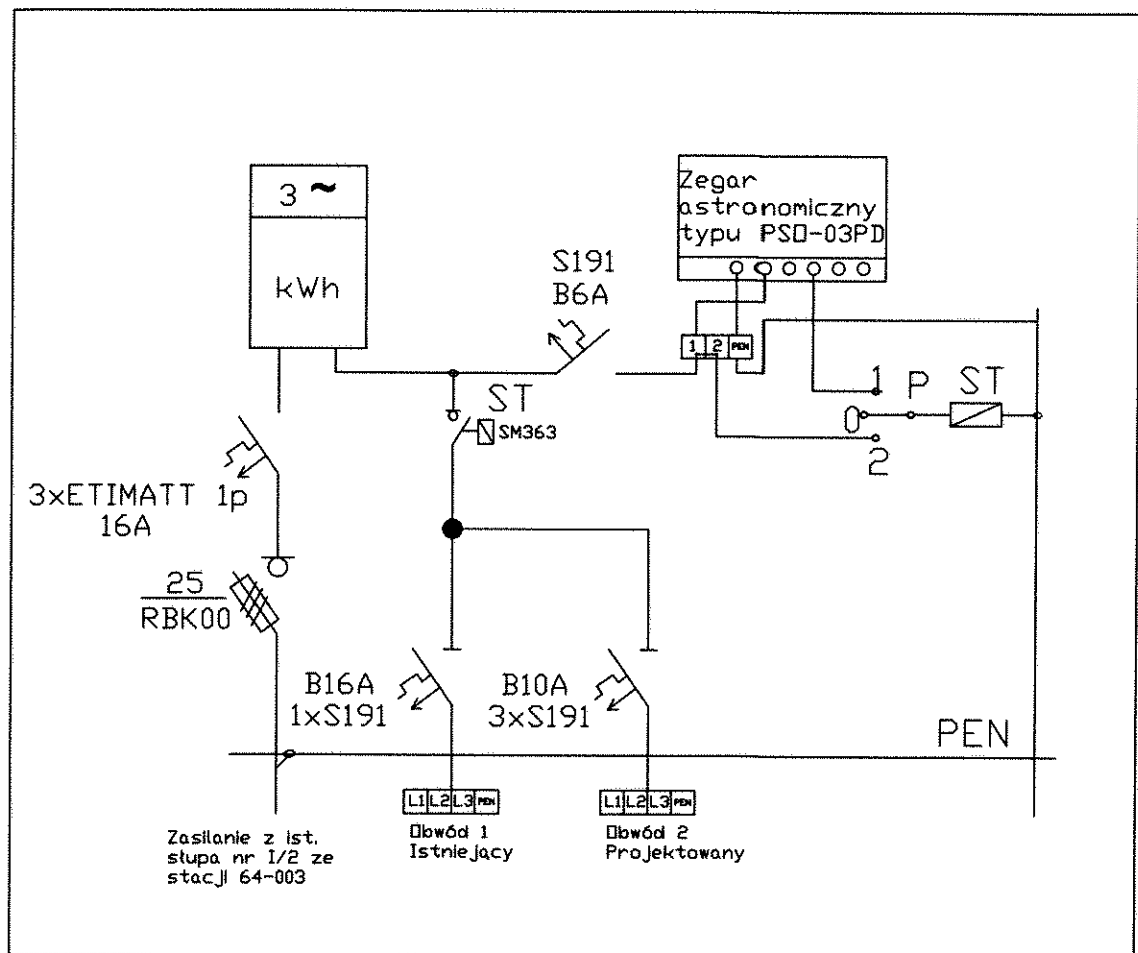 3 ~
kWh
Zegar
astronomiczny
typu PSO-03PD
S191
B6A
1 2 PEN
1
P
ST
2
ST
SM363
3xETIMATT 1p
16A
25
RBK00
B16A
1xS191
B10A
3xS191
PEN
L1 L2 L3 PEN
L1 L2 L3 PEN
Obwód 1
Istniejący
Obwód 2
Projektowany
Zasilanie z ist.
słupa nr I/2 ze
stacji 64-003